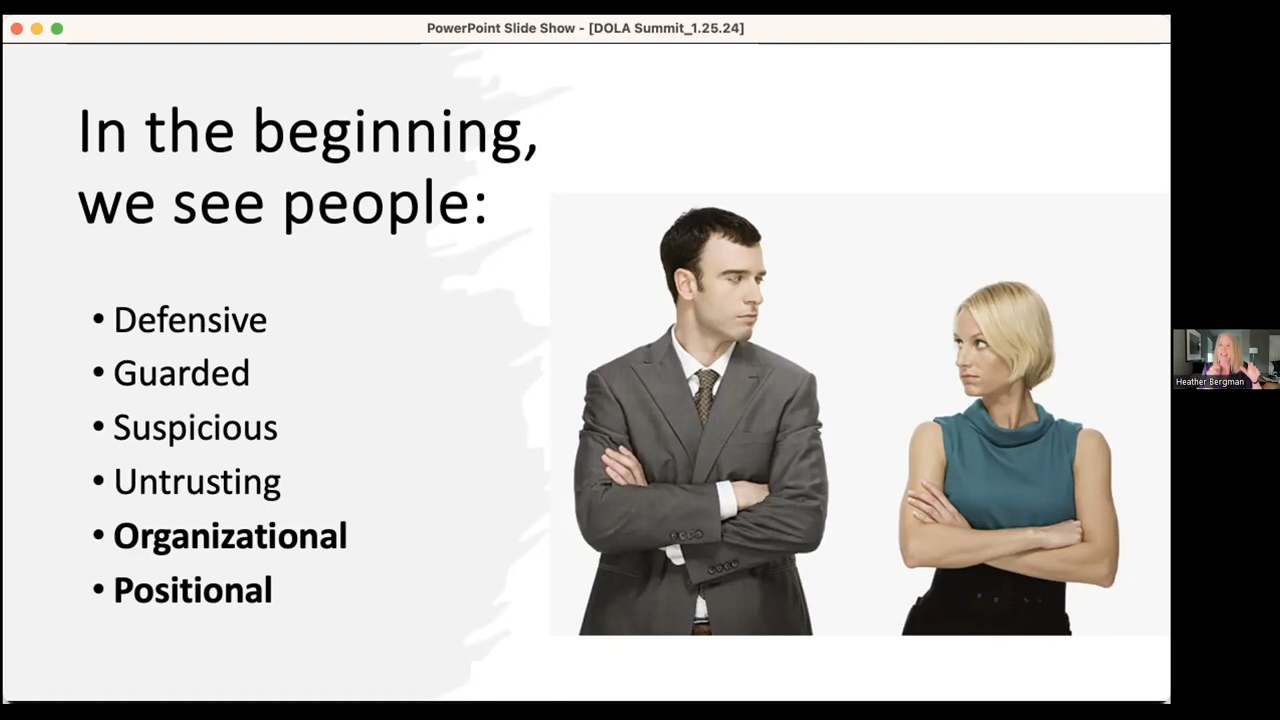 PowerPoint Slide Show - [DOLA Summit_1.25.24]
In the beginning,
we see people:
• Defensive
• Guarded
• Suspicious
• Untrusting
• Organizational
• Positional
Heather Bergman